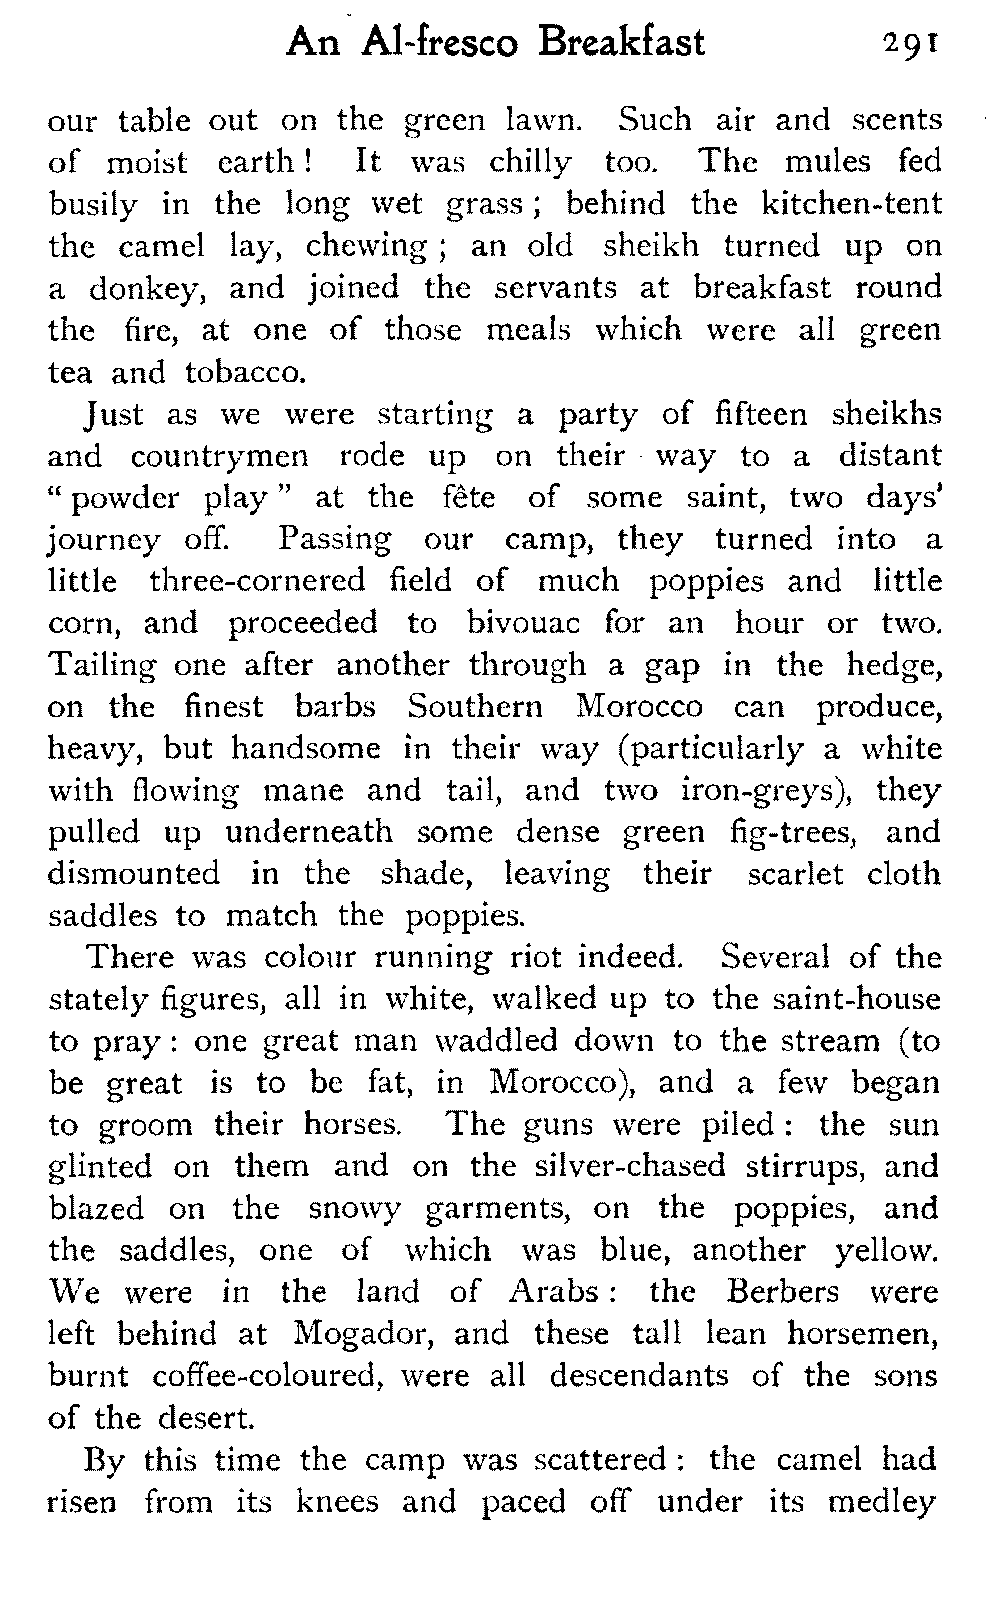 An Al-fresco Breakfast 291
our table out on the green lawn. Such air and scents
of moist earth ! It was chilly too. The mules fed
busily in the long wet grass ; behind the kitchen-tent
the camel lay, chewing ; an old sheikh turned up on
a donkey, and joined the servants at breakfast round
the fire, at one of those meals which were all green
tea and tobacco.
Just as we were starting a party of fifteen sheikhs
and countrymen rode up on their way to a distant
" powder play " at the fête of some saint, two days'
journey off. Passing our camp, they turned into a
little three-cornered field of much poppies and little
corn, and proceeded to bivouac for an hour or two.
Tailing one after another through a gap in the hedge,
on the finest barbs Southern Morocco can produce,
heavy, but handsome in their way (particularly a white
with flowing mane and tail, and two iron-greys), they
pulled up underneath some dense green fig-trees, and
dismounted in the shade, leaving their scarlet cloth
saddles to match the poppies.
There was colour running riot indeed. Several of the
stately figures, all in white, walked up to the saint-house
to pray : one great man waddled down to the stream (to
be great is to be fat, in Morocco), and a few began
to groom their horses. The guns were piled : the sun
glinted on them and on the silver-chased stirrups, and
blazed on the snowy garments, on the poppies, and
the saddles, one of which was blue, another yellow.
We were in the land of Arabs : the Berbers were
left behind at Mogador, and these tall lean horsemen,
burnt coffee-coloured, were all descendants of the sons
of the desert.
By this time the camp was scattered : the camel had
risen from its knees and paced off under its medley